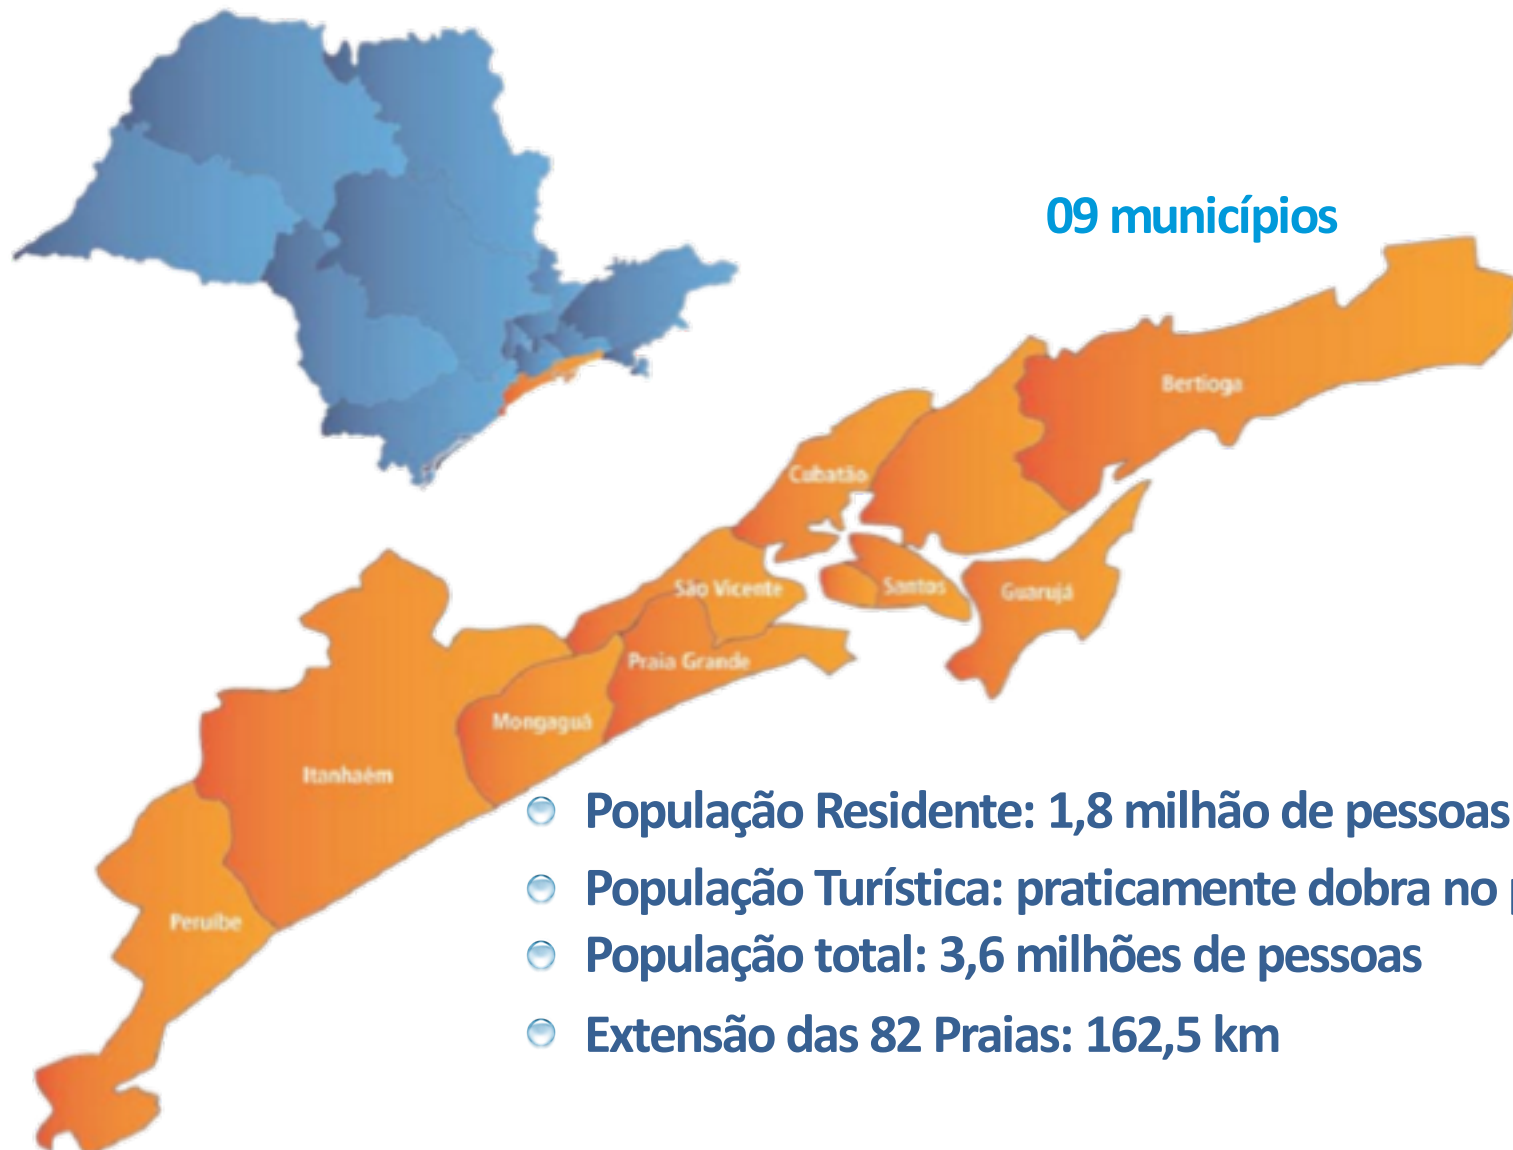 09 municípios
Bertioga
Cubatão
São Vicente
Santos
Guarujá
Praia Grande
Mongaguá
Itanhaém
Peruíbe
População Residente: 1,8 milhão de pessoas
População Turística: praticamente dobra no
População total: 3,6 milhões de pessoas
Extensão das 82 Praias: 162,5 km